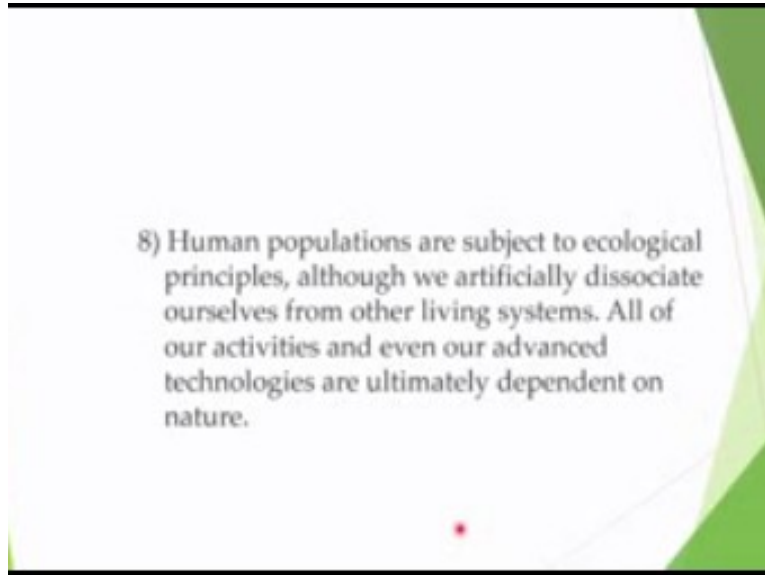 8) Human populations are subject to ecological
principles, although we artificially dissociate
ourselves from other living systems. All of
our activities and even our advanced
technologies are ultimately dependent on
nature.